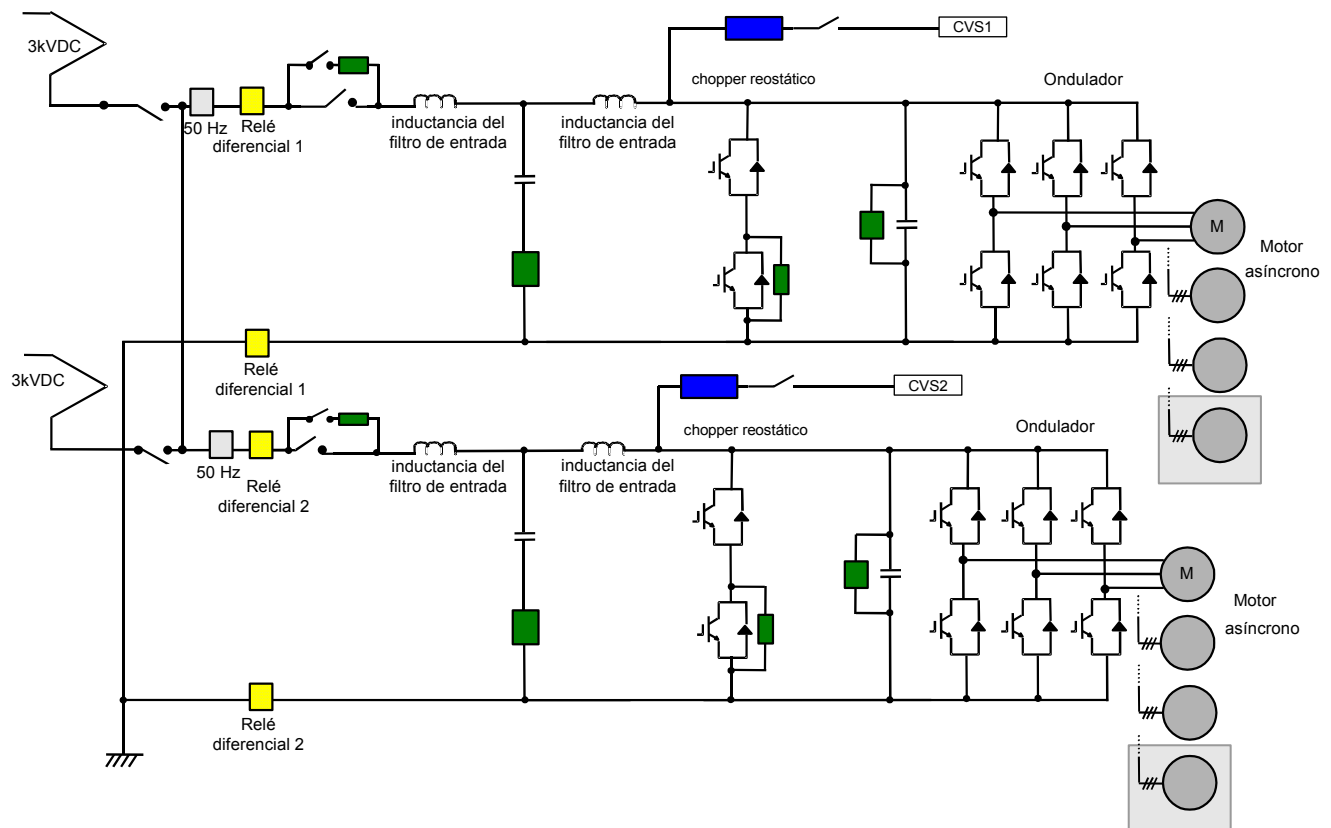 3kVDC
CVS1
chopper reostático
Ondulador
50 Hz
Relé
diferencial 1
inductancia del
filtro de entrada
inductancia del
filtro de entrada
M
Motor
asíncrono
Relé
diferencial 1
3kVDC
CVS2
chopper reostático
Ondulador
50 Hz
Relé
diferencial 2
inductancia del
filtro de entrada
inductancia del
filtro de entrada
M
Motor
asíncrono
Relé
diferencial 2